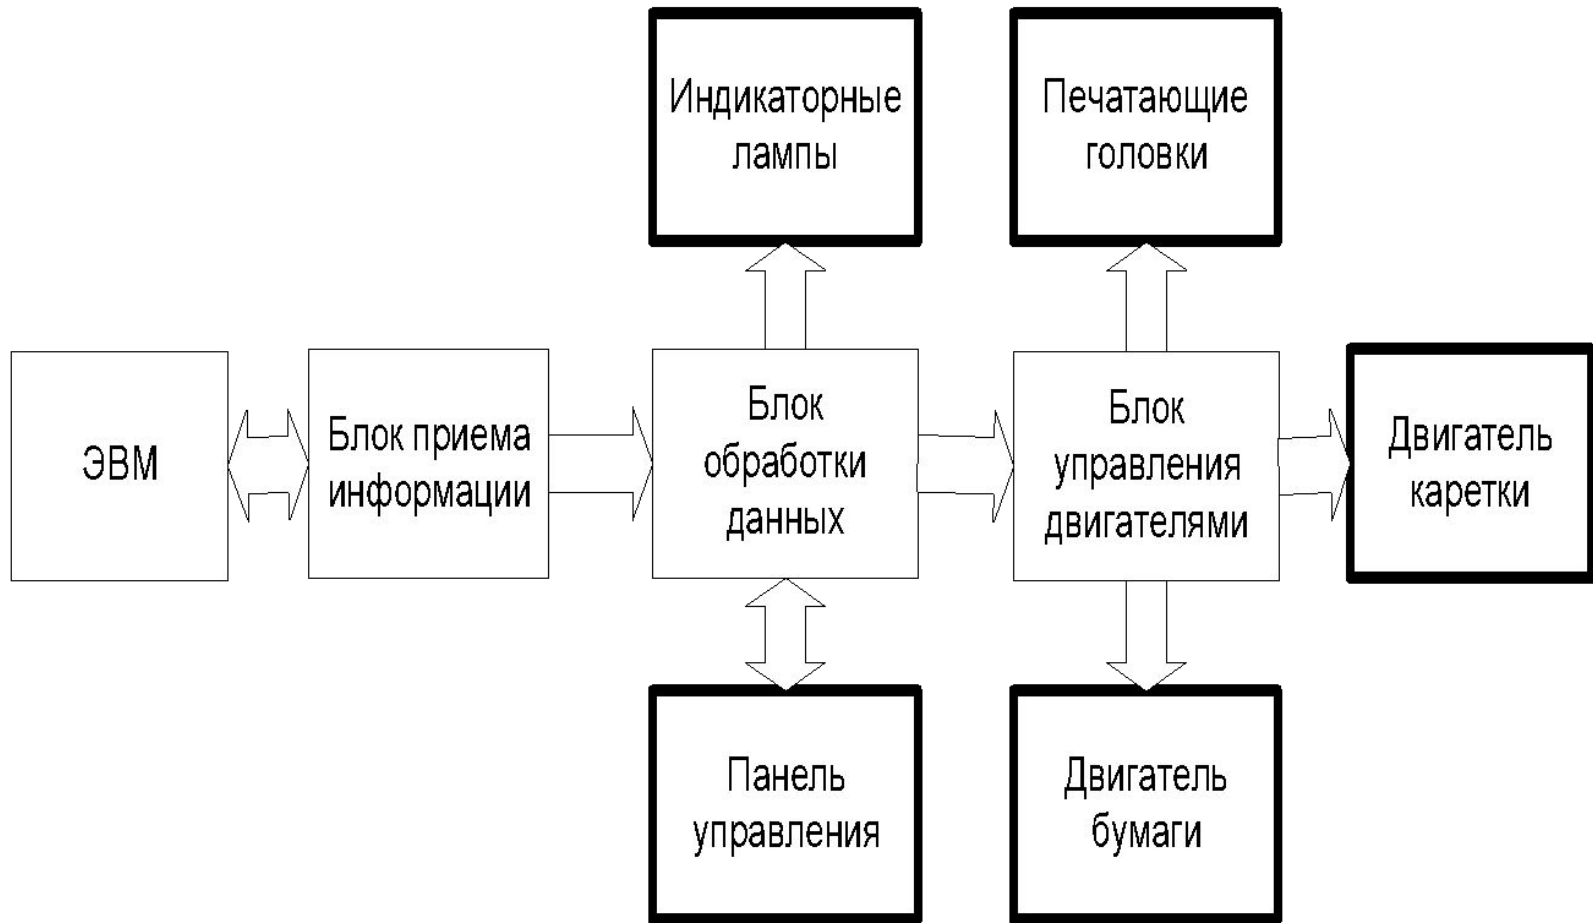 Индикаторные
лампы
Печатающие
головки
ЭВМ
Блок приема
информации
Блок
обработки
данных
Блок
управления
двигателями
Двигатель
каретки
Панель
управления
Двигатель
бумаги